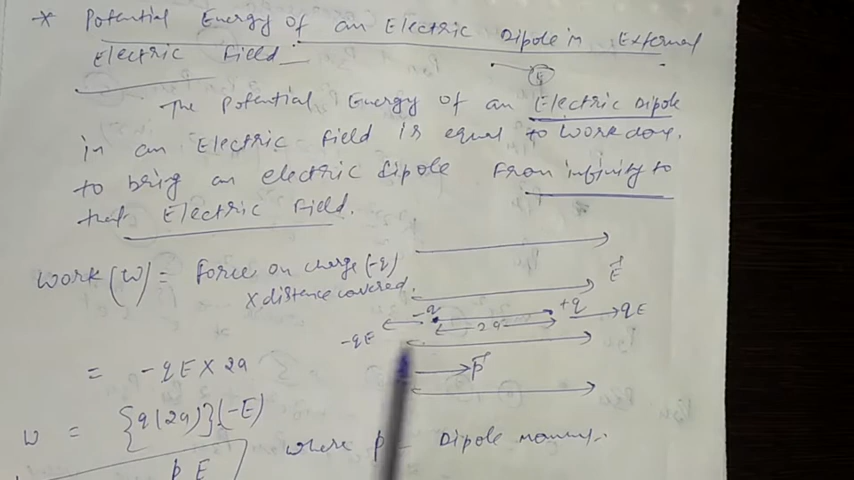 * Potential Energy of an Electric Dipole in External
Electric Field
E
The Potential Energy of an Electric Dipole
in an Electric Field is equal to work done.
to bring an electric dipole From infinity to
that Electric Field.
Work (W) = Force on charge (-q)
x distance covered.
E
-q +q qE
2a
-qE
= -qE x 2a
p
W = {q(2a)}(-E)
where p Dipole moment.
pE